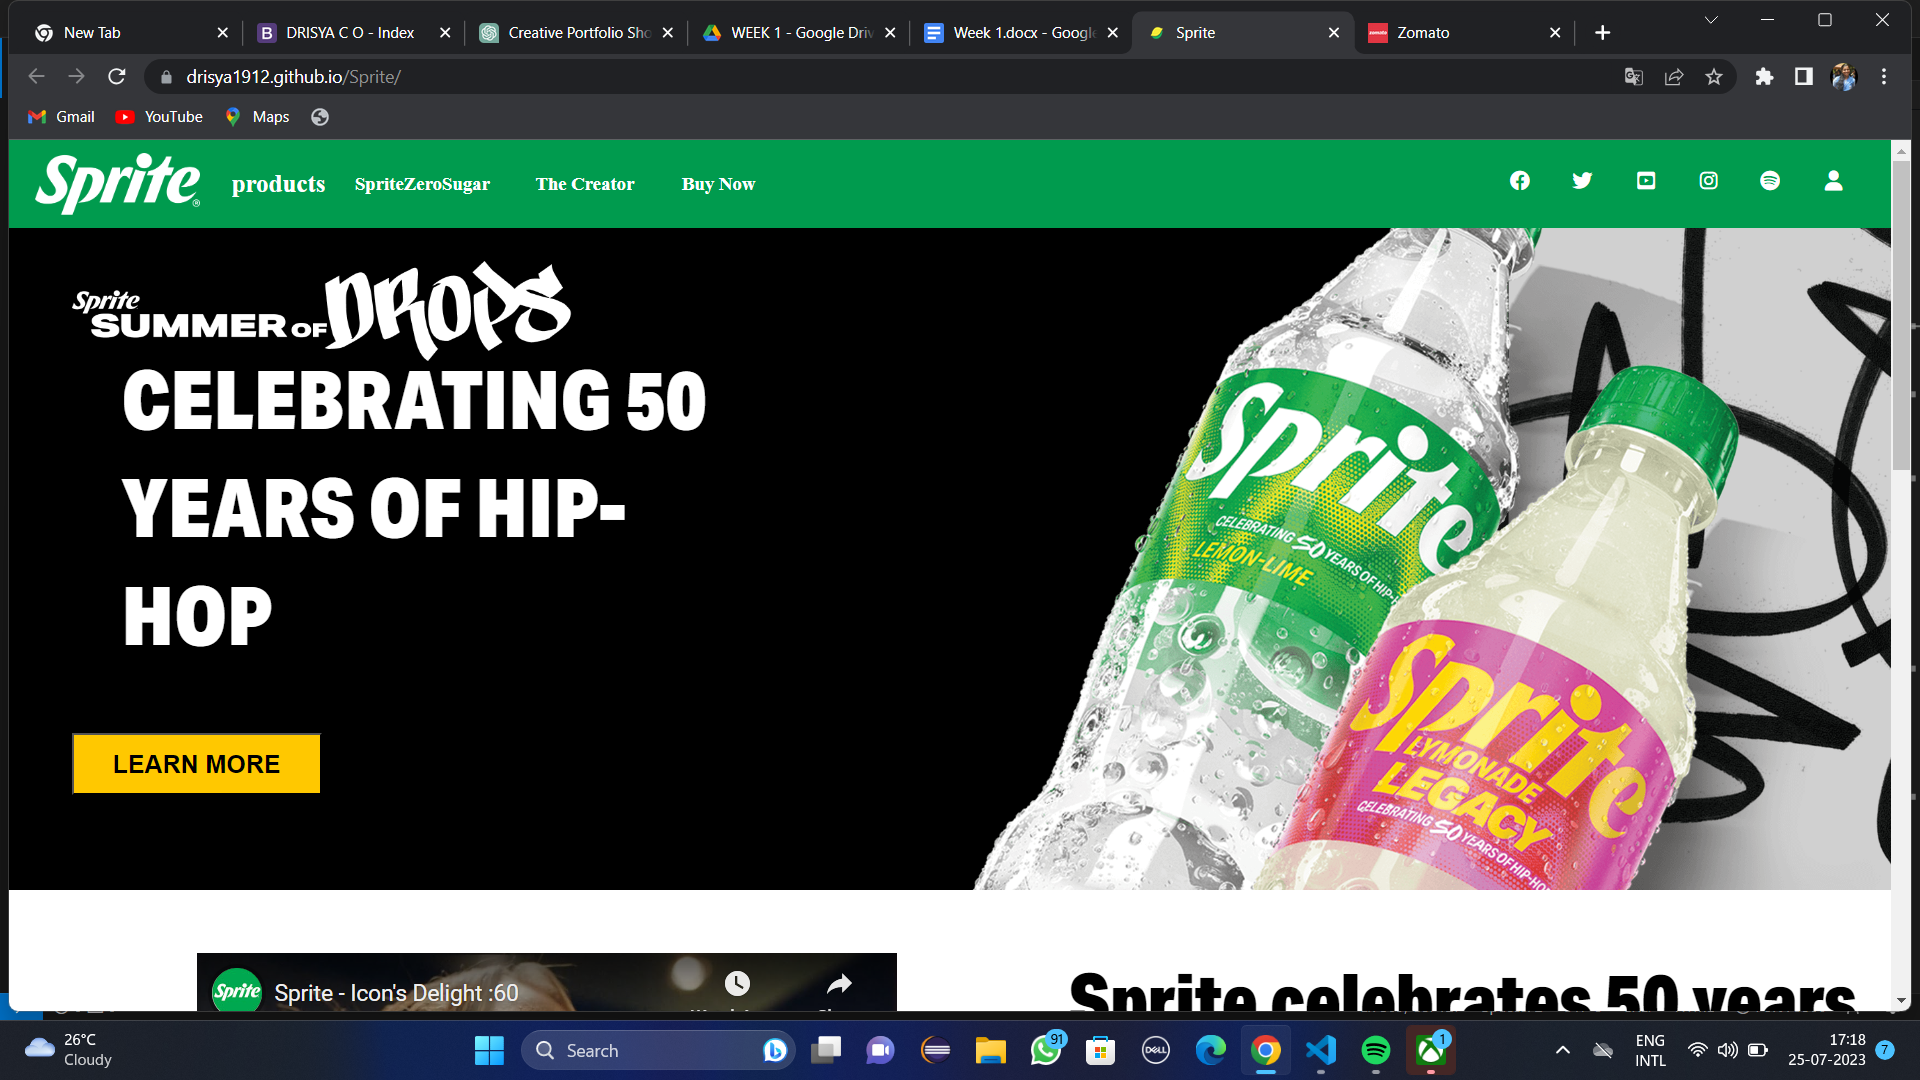 New Tab
DRISYA C O - Index
Creative Portfolio Sho
WEEK 1 - Google Driv
Week 1.docx - Google
Sprite
Zomato
drisya1912.github.io/Sprite/
Gmail
YouTube
Maps
Sprite
products
SpriteZeroSugar
The Creator
Buy Now
Sprite
SUMMER OF DROPS
CELEBRATING 50
YEARS OF HIP-
HOP
LEARN MORE
Sprite
CELEBRATING 50 YEARS OF HIP-
LEMON-LIME
Sprite
LYMONADE
LEGACY
CELEBRATING 50 YEARS OF HIP-HO
Sprite
Sprite - Icon's Delight :60
Sprite celebrates 50 years
26°C
Cloudy
Search
91
DELL
1
ENG
INTL
17:18
25-07-2023
7